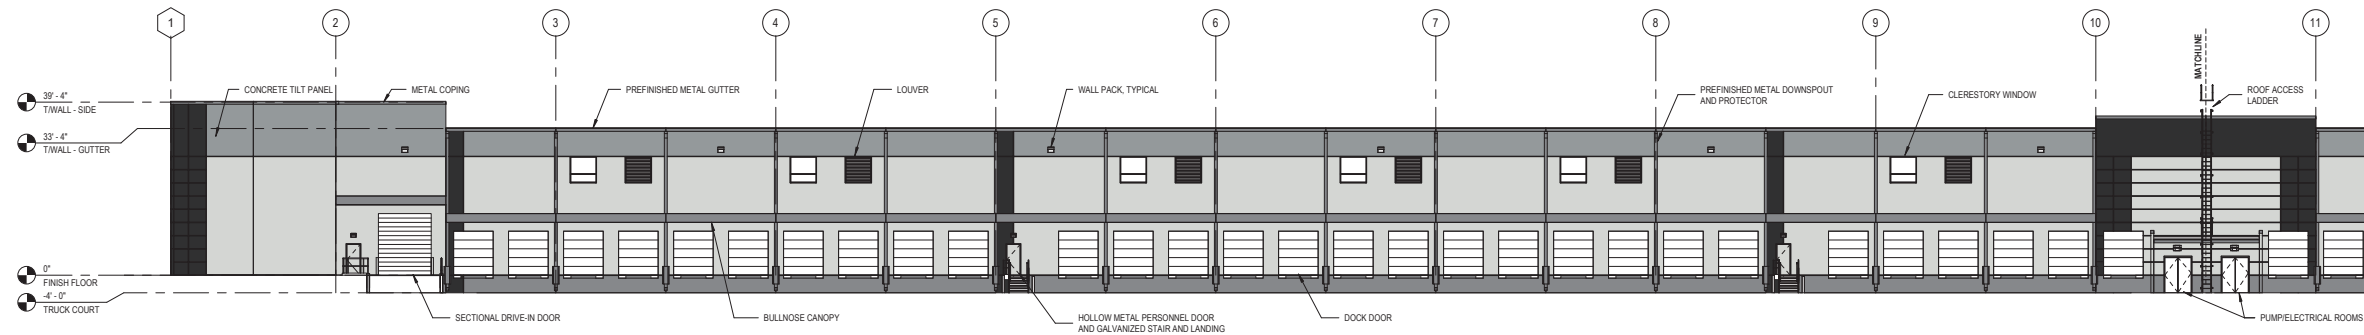 1
2
3
4
5
6
7
8
9
10
11
MATCHLINE
CONCRETE TILT PANEL
METAL COPING
PREFINISHED METAL GUTTER
LOUVER
WALL PACK, TYPICAL
PREFINISHED METAL DOWNSPOUT
AND PROTECTOR
CLERESTORY WINDOW
ROOF ACCESS
LADDER
39' - 4"
T/WALL - SIDE
33' - 4"
T/WALL - GUTTER
0"
FINISH FLOOR
-4' - 0"
TRUCK COURT
SECTIONAL DRIVE-IN DOOR
BULLNOSE CANOPY
HOLLOW METAL PERSONNEL DOOR
AND GALVANIZED STAIR AND LANDING
DOCK DOOR
PUMP/ELECTRICAL ROOMS